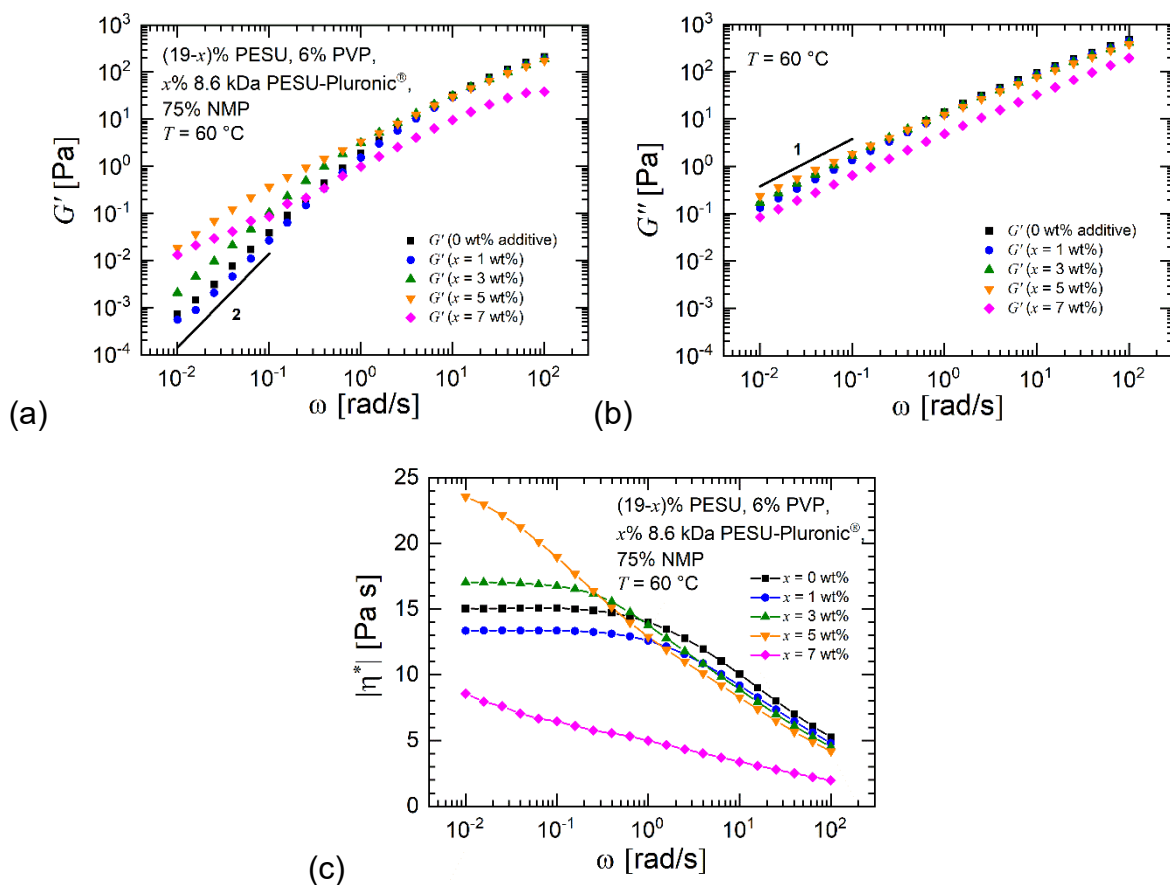 10³
10²
10¹
10⁰
10⁻¹
10⁻²
10⁻³
10⁻⁴
G′ [Pa]
(19-x)% PESU, 6% PVP,
x% 8.6 kDa PESU-Pluronic®,
75% NMP
T = 60 °C
2
G′ (0 wt% additive)
G′ (x = 1 wt%)
G′ (x = 3 wt%)
G′ (x = 5 wt%)
G′ (x = 7 wt%)
10⁻² 10⁻¹ 10⁰ 10¹ 10²
ω [rad/s]
(a)
10³
10²
10¹
10⁰
10⁻¹
10⁻²
10⁻³
10⁻⁴
G″ [Pa]
T = 60 °C
1
G′ (0 wt% additive)
G′ (x = 1 wt%)
G′ (x = 3 wt%)
G′ (x = 5 wt%)
G′ (x = 7 wt%)
10⁻² 10⁻¹ 10⁰ 10¹ 10²
ω [rad/s]
(b)
25
20
15
10
5
0
|η*| [Pa s]
(19-x)% PESU, 6% PVP,
x% 8.6 kDa PESU-Pluronic®,
75% NMP
T = 60 °C
x = 0 wt%
x = 1 wt%
x = 3 wt%
x = 5 wt%
x = 7 wt%
10⁻² 10⁻¹ 10⁰ 10¹ 10²
ω [rad/s]
(c)